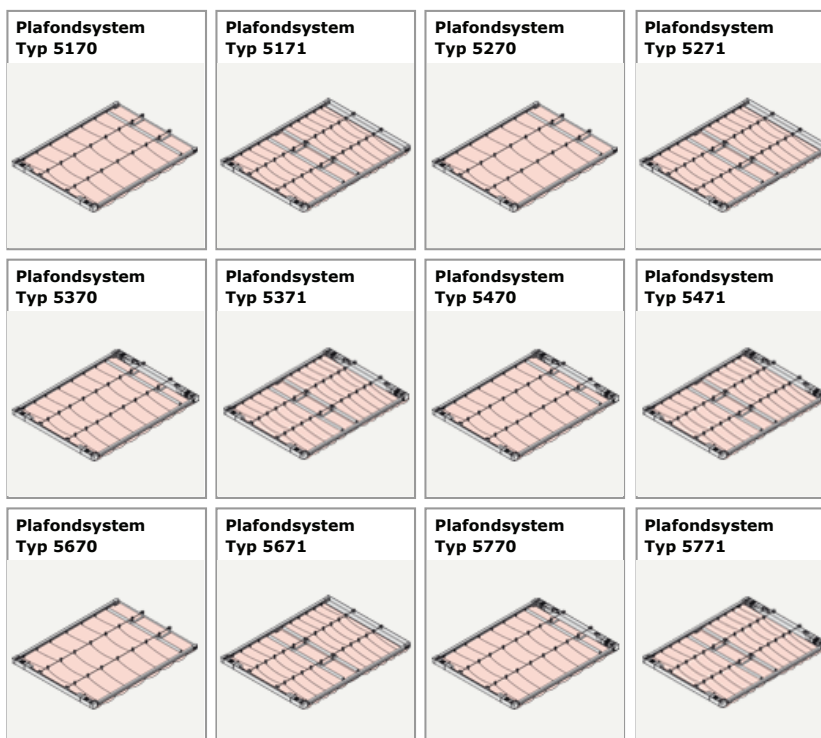 Plafondsystem
Typ 5170
Plafondsystem
Typ 5171
Plafondsystem
Typ 5270
Plafondsystem
Typ 5271
Plafondsystem
Typ 5370
Plafondsystem
Typ 5371
Plafondsystem
Typ 5470
Plafondsystem
Typ 5471
Plafondsystem
Typ 5670
Plafondsystem
Typ 5671
Plafondsystem
Typ 5770
Plafondsystem
Typ 5771